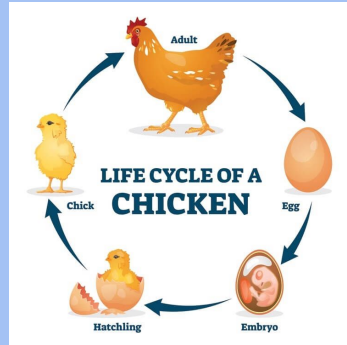 Adult
LIFE CYCLE OF A
CHICKEN
Chick
Egg
Hatchling
Embryo